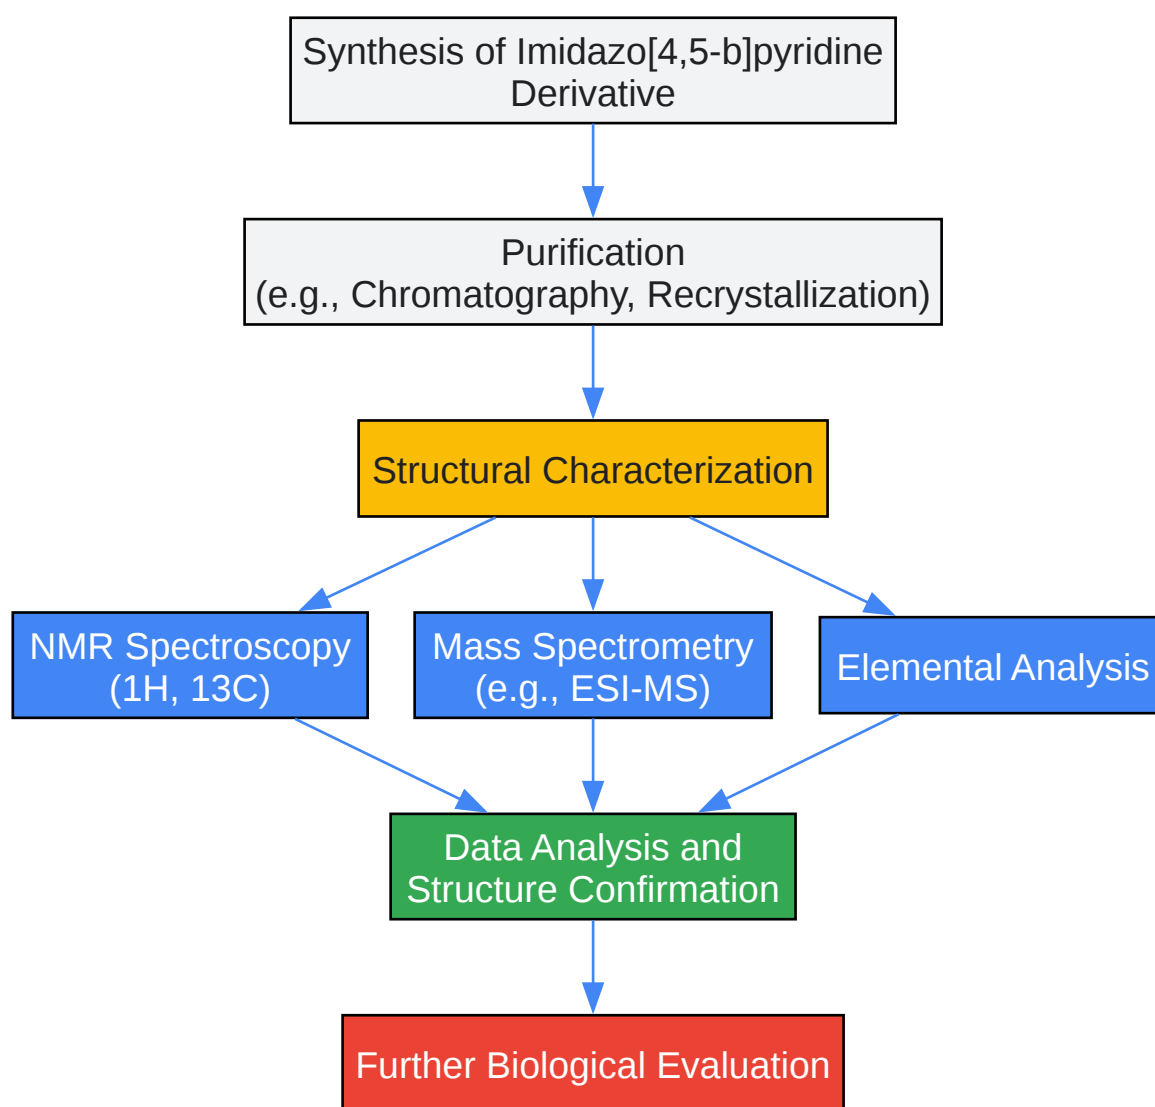 Synthesis of Imidazo[4,5-b]pyridine
Derivative
Purification
(e.g., Chromatography, Recrystallization)
Structural Characterization
NMR Spectroscopy
(1H, 13C)
Mass Spectrometry
(e.g., ESI-MS)
Elemental Analysis
Data Analysis and
Structure Confirmation
Further Biological Evaluation